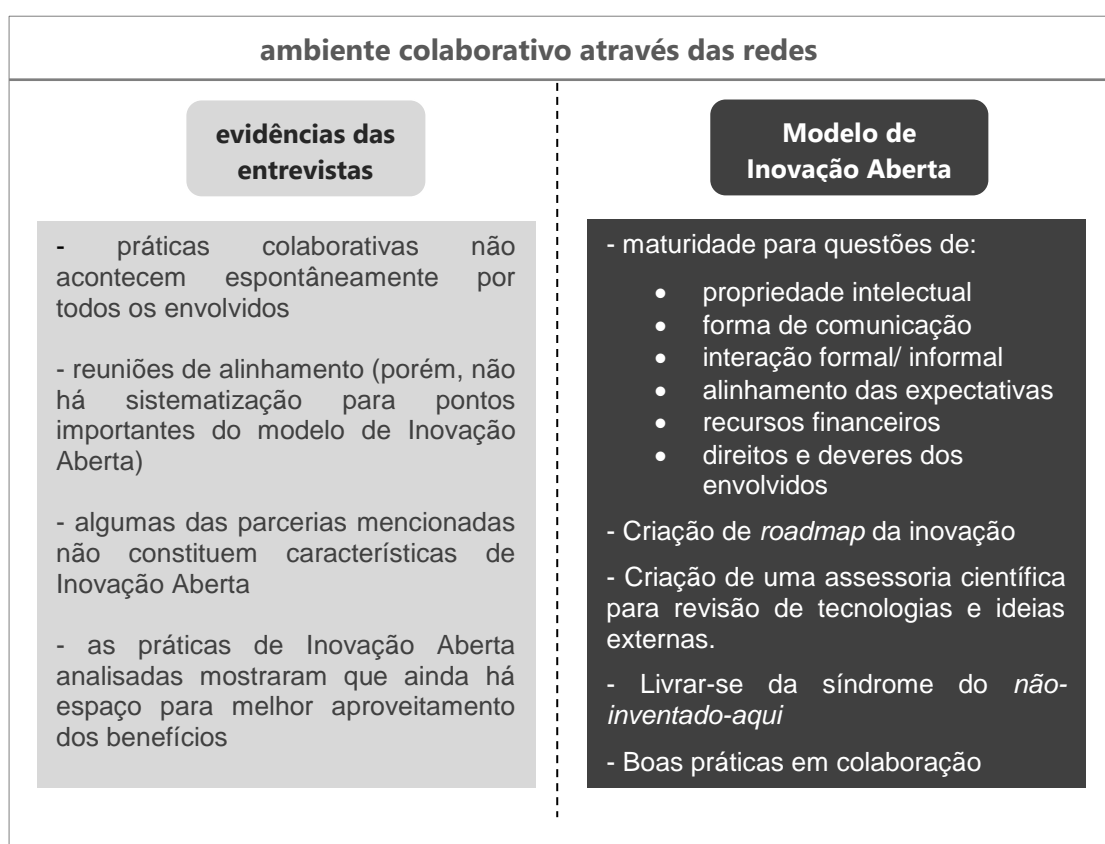 ambiente colaborativo através das redes
evidências das
entrevistas
- práticas colaborativas não
acontecem espontâneamente por
todos os envolvidos
- reuniões de alinhamento (porém, não
há sistematização para pontos
importantes do modelo de Inovação
Aberta)
- algumas das parcerias mencionadas
não constituem características de
Inovação Aberta
- as práticas de Inovação Aberta
analisadas mostraram que ainda há
espaço para melhor aproveitamento
dos benefícios
Modelo de
Inovação Aberta
- maturidade para questões de:
• propriedade intelectual
• forma de comunicação
• interação formal/ informal
• alinhamento das expectativas
• recursos financeiros
• direitos e deveres dos
envolvidos
- Criação de roadmap da inovação
- Criação de uma assessoria científica
para revisão de tecnologias e ideias
externas.
- Livrar-se da síndrome do não-
inventado-aqui
- Boas práticas em colaboração